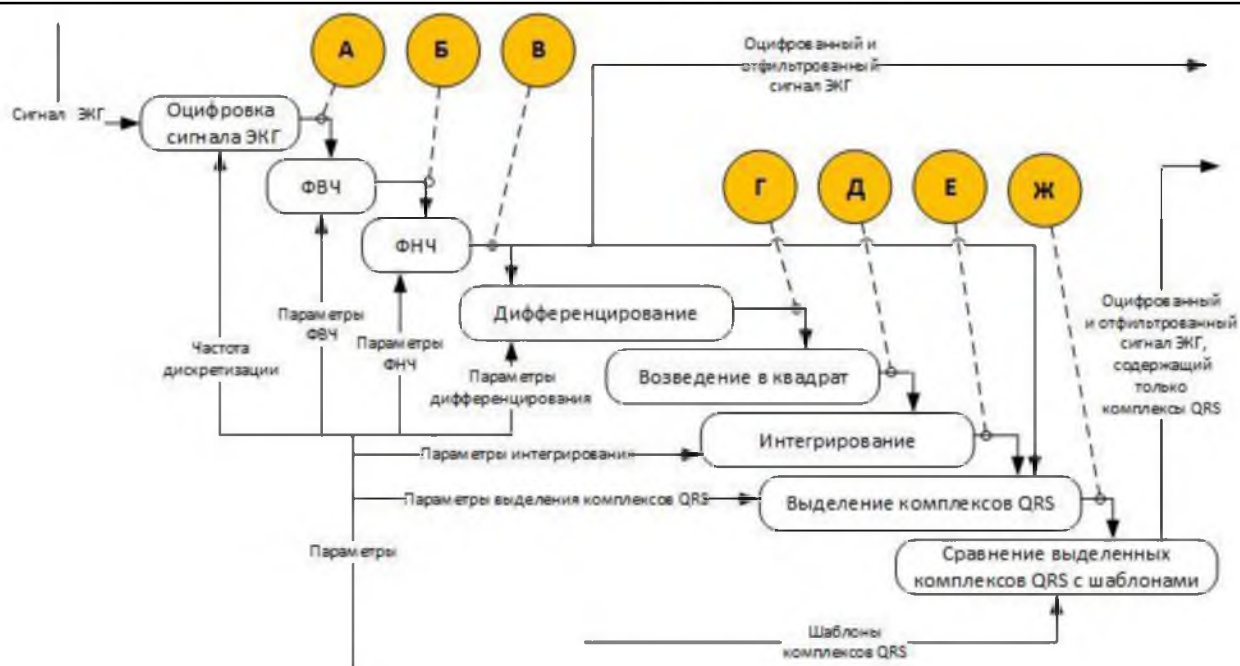 А
Б
В
Оцифрованный и
отфильтрованный
сигнал ЭКГ
Сигнал ЭКГ
Оцифровка
сигнала ЭКГ
ФВЧ
Г
Д
Е
Ж
ФНЧ
Дифференцирование
Параметры
ФВЧ
Параметры
ФНЧ
Частота
дискретизации
Параметры
дифференцирования
Возведение в квадрат
Оцифрованный
и отфильтрованный
сигнал ЭКГ,
содержащий
только
комплексы QRS
Интегрирование
Параметры интегрирования
Параметры выделения комплексов QRS
Выделение комплексов QRS
Параметры
Сравнение выделенных
комплексов QRS с шаблонами
Шаблоны
комплексов QRS